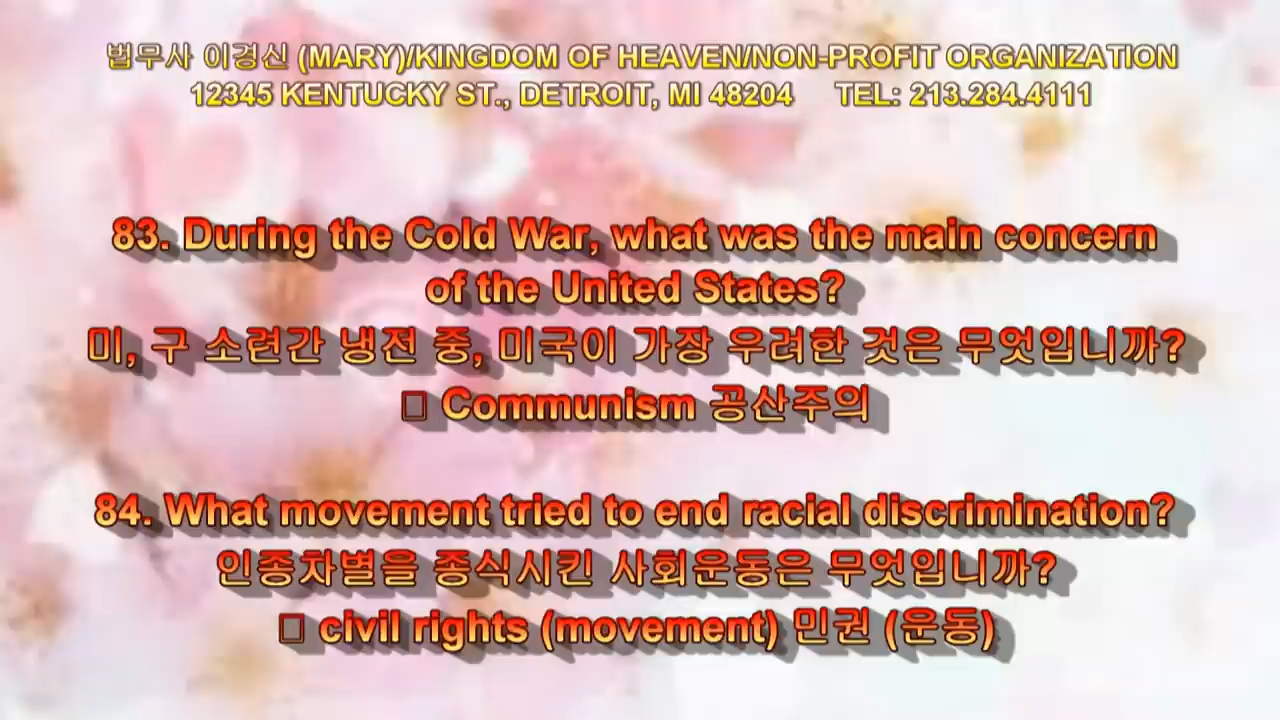 법무사 이경신 (MARY)/KINGDOM OF HEAVEN/NON-PROFIT ORGANIZATION
12345 KENTUCKY ST., DETROIT, MI 48204 TEL: 213.284.4111
83. During the Cold War, what was the main concern
of the United States?
미, 구 소련간 냉전 중, 미국이 가장 우려한 것은 무엇입니까?
▯ Communism 공산주의
84. What movement tried to end racial discrimination?
인종차별을 종식시킨 사회운동은 무엇입니까?
▯ civil rights (movement) 민권 (운동)